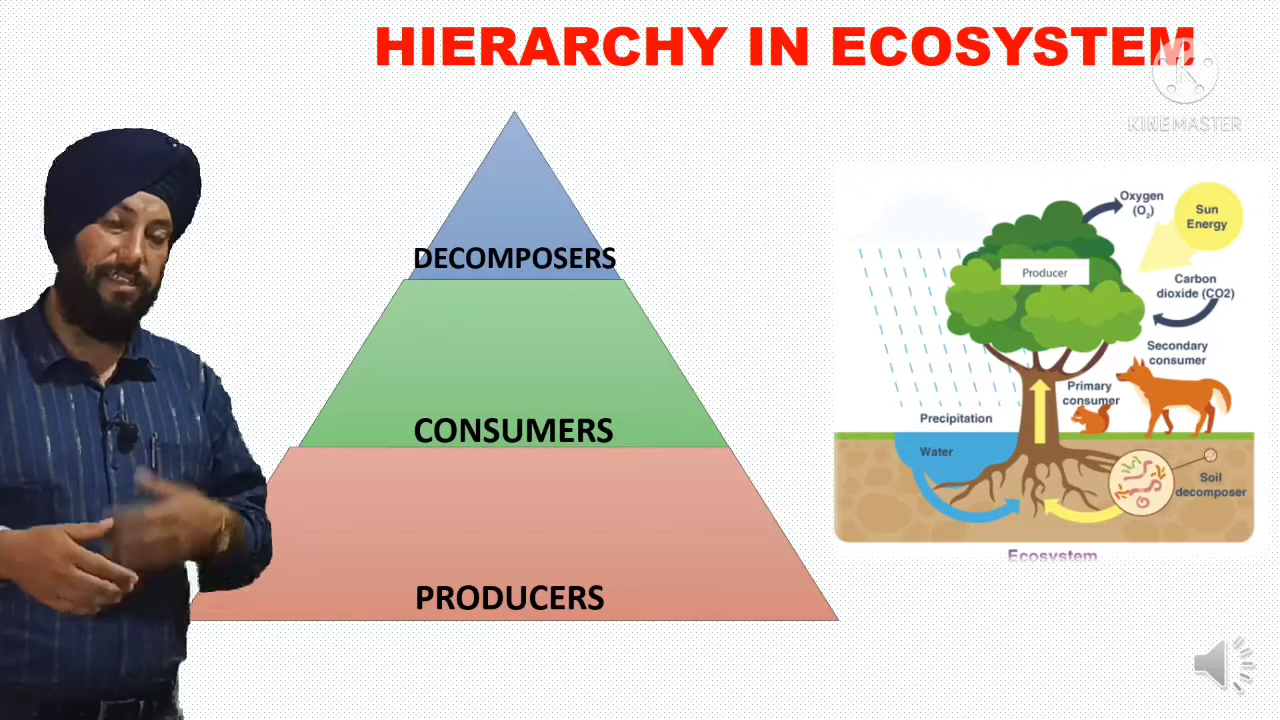 HIERARCHY IN ECOSYSTEM
KINEMASTER
DECOMPOSERS
CONSUMERS
PRODUCERS
Oxygen
(O₂)
Sun
Energy
Producer
Carbon
dioxide (CO2)
Secondary
consumer
Primary
consumer
Precipitation
Water
Soil
decomposer
Ecosystem